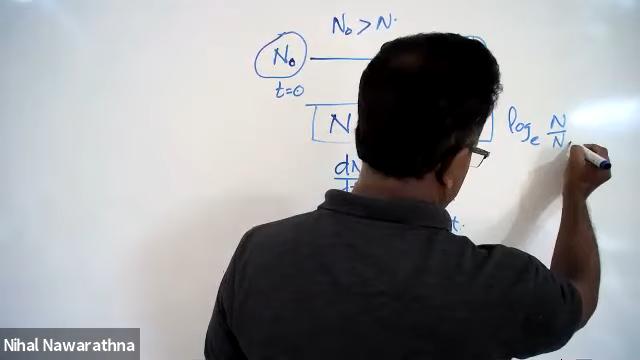 N₀ > N.
N₀
t=0
N
logₑ N/N
dN
t.
Nihal Nawarathna